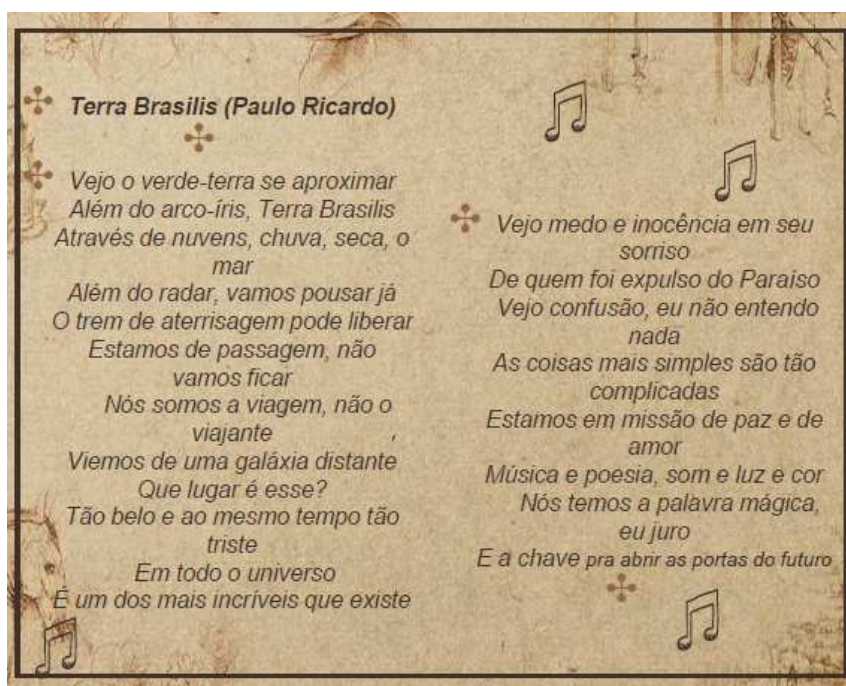 Terra Brasilis (Paulo Ricardo)
Vejo o verde-terra se aproximar
Além do arco-íris, Terra Brasilis
Através de nuvens, chuva, seca, o
mar
Além do radar, vamos pousar já
O trem de aterrisagem pode liberar
Estamos de passagem, não
vamos ficar
Nós somos a viagem, não o
viajante
Viemos de uma galáxia distante
Que lugar é esse?
Tão belo e ao mesmo tempo tão
triste
Em todo o universo
É um dos mais incríveis que existe
Vejo medo e inocência em seu
sorriso
De quem foi expulso do Paraíso
Vejo confusão, eu não entendo
nada
As coisas mais simples são tão
complicadas
Estamos em missão de paz e de
amor
Música e poesia, som e luz e cor
Nós temos a palavra mágica,
eu juro
E a chave pra abrir as portas do futuro